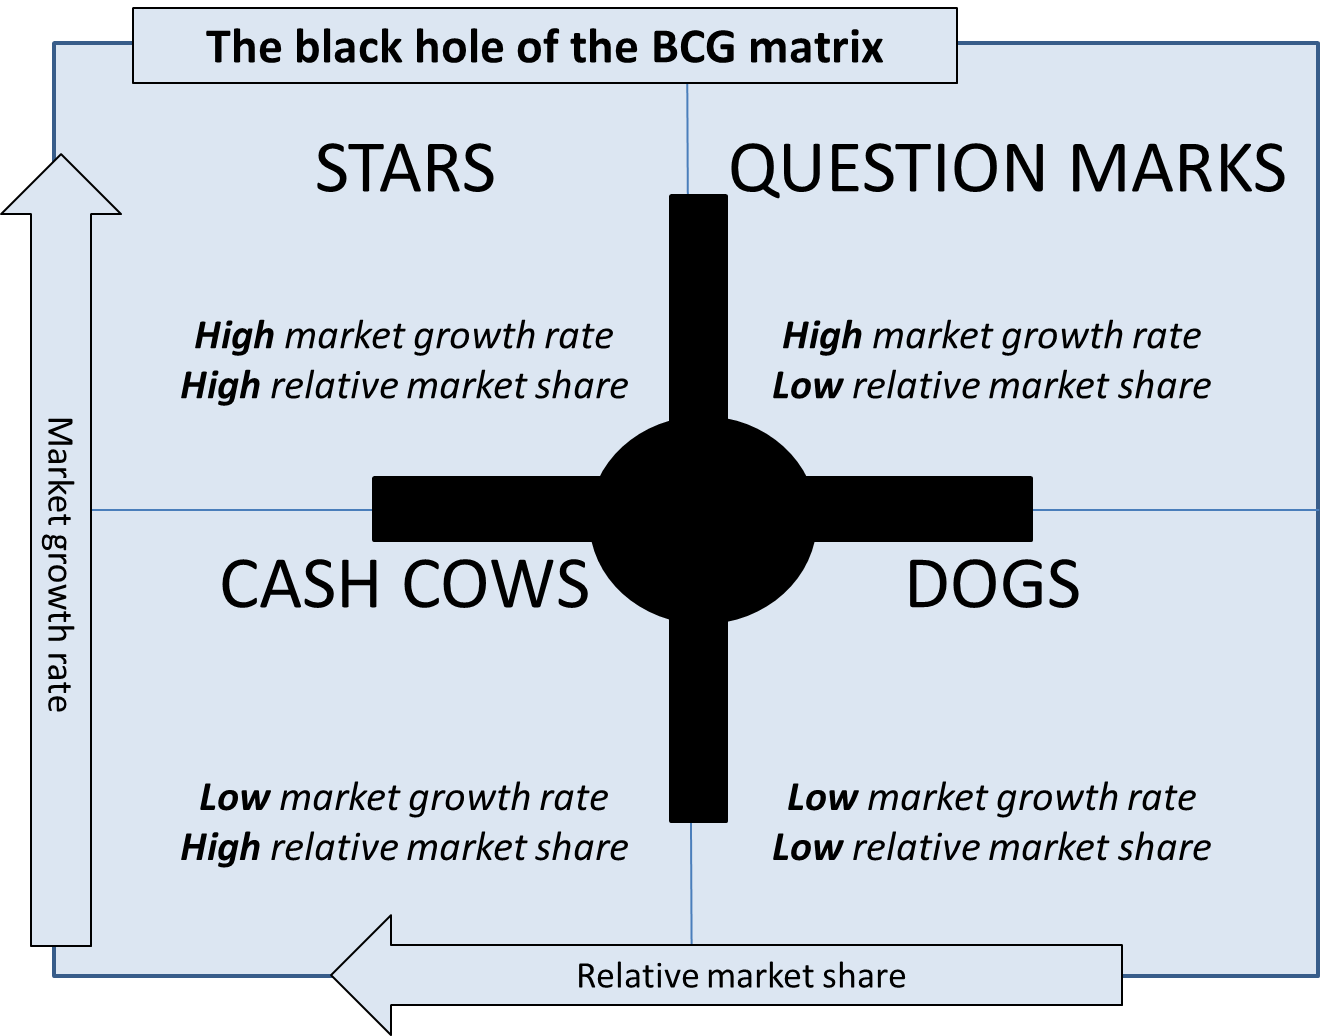 The black hole of the BCG matrix
STARS
High market growth rate
High relative market share
QUESTION MARKS
High market growth rate
Low relative market share
Market growth rate
CASH COWS
Low market growth rate
High relative market share
DOGS
Low market growth rate
Low relative market share
Relative market share